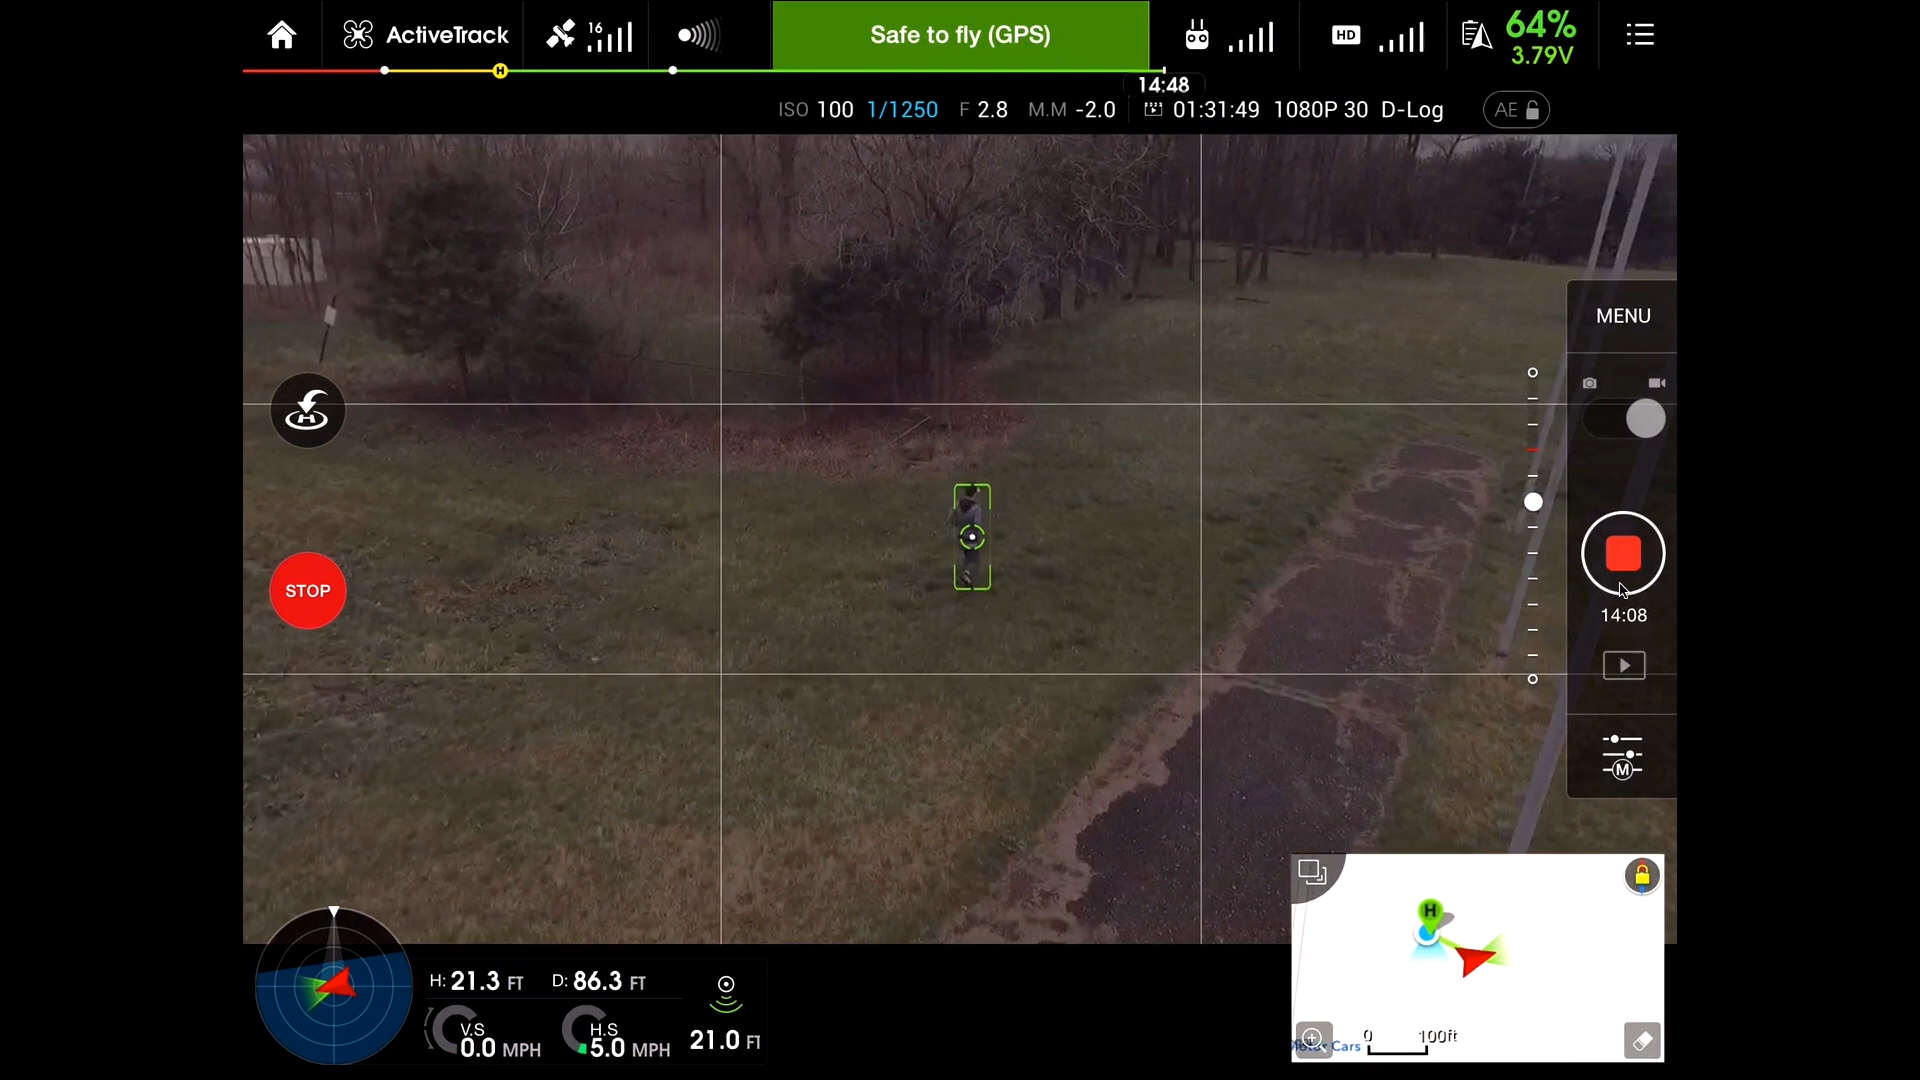 ActiveTrack
16
Safe to fly (GPS)
HD
64%
3.79V
H
14:48
ISO 100 1/1250 F 2.8 M.M -2.0 01:31:49 1080P 30 D-Log AE
MENU
H
STOP
14:08
M
H: 21.3 FT D: 86.3 FT
V.S
0.0 MPH
H.S
5.0 MPH
21.0 FT
H
0 100ft
Cars